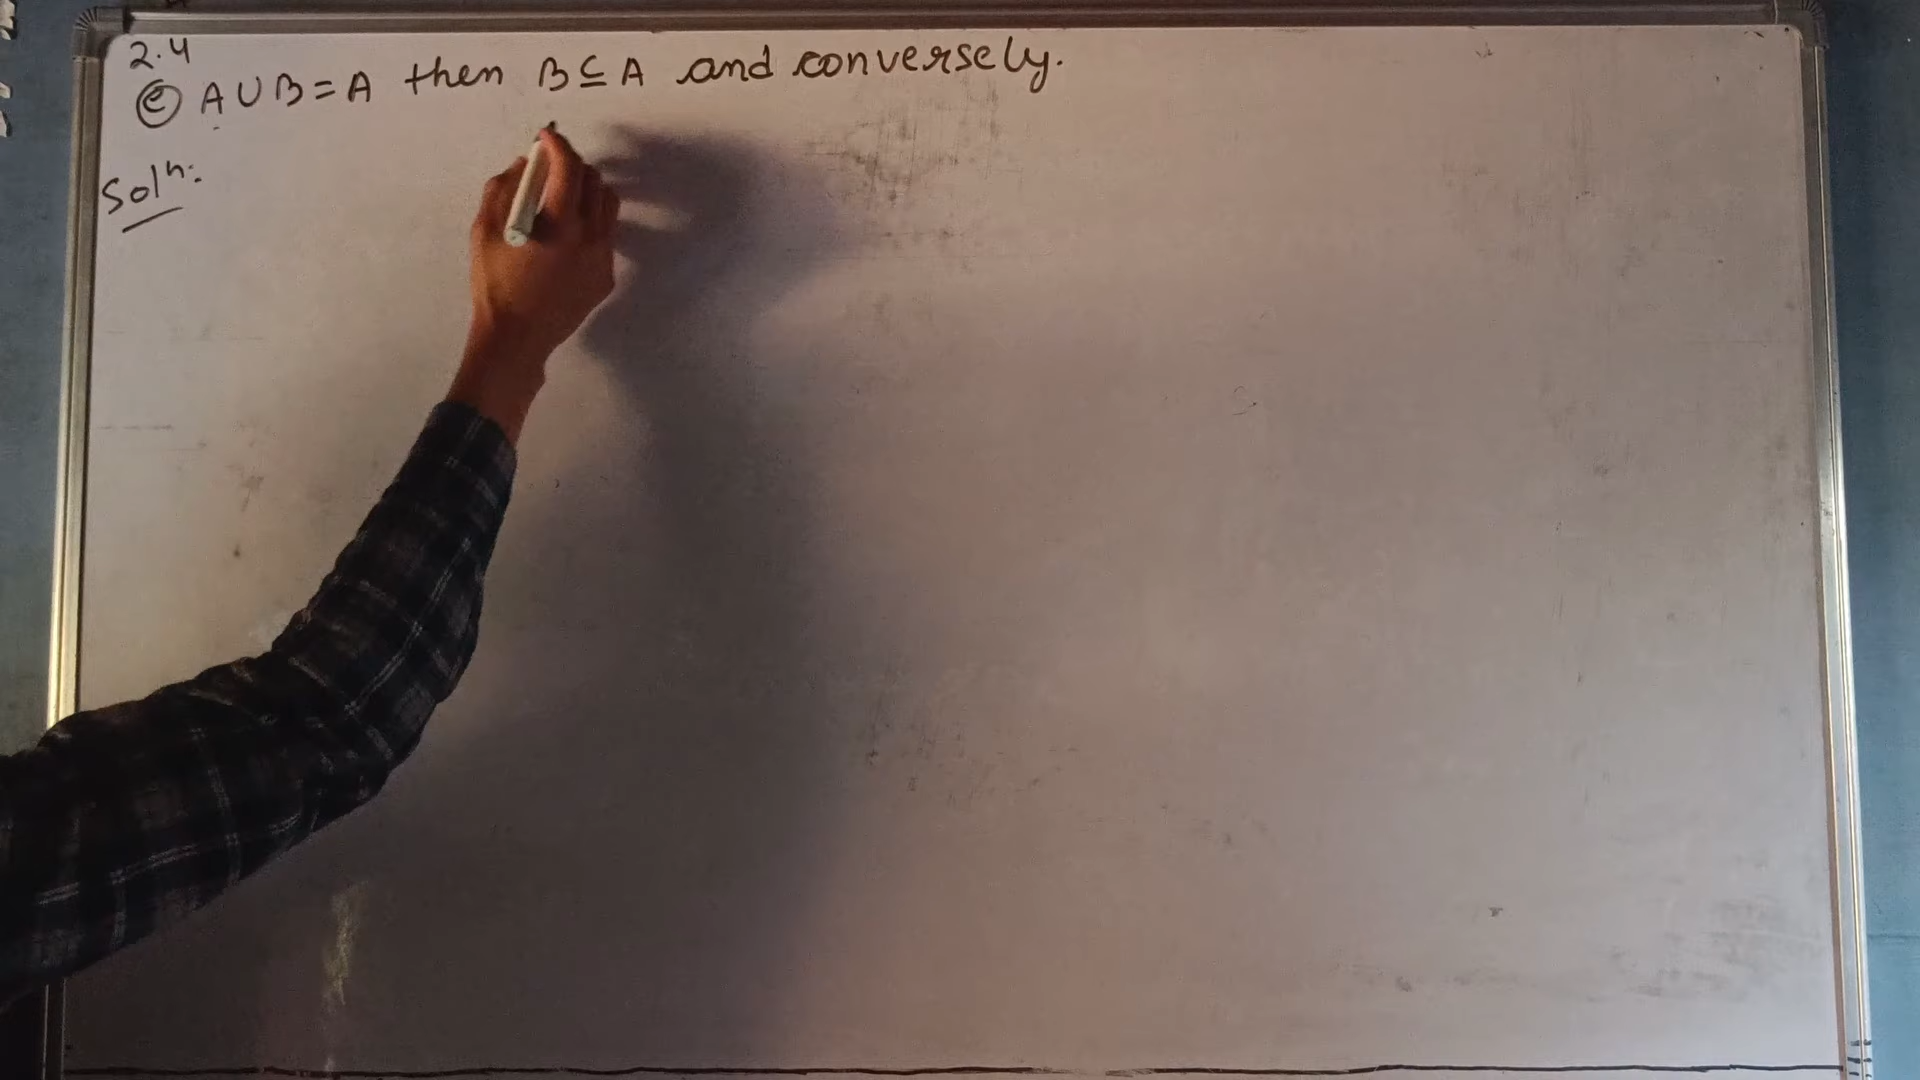 2.4
ⓔ A∪B=A then B⊆A and conversely.
Solⁿ: